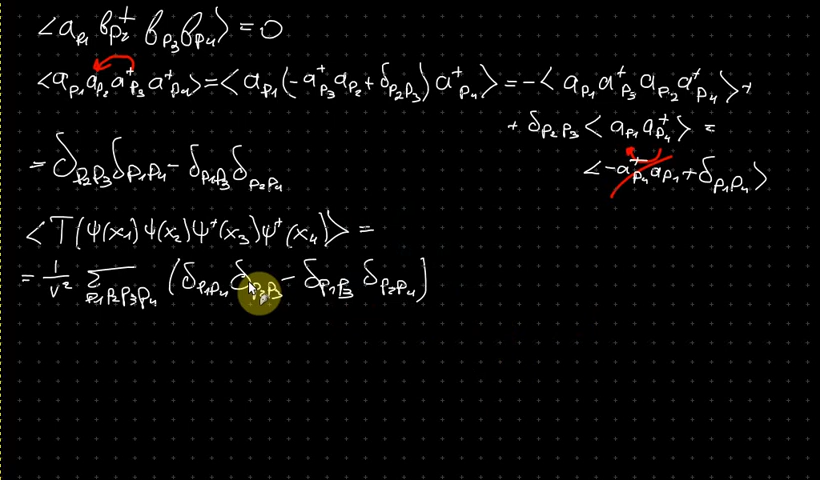 ⟨a_{p1} b⁺_{p2} b_{p3} b_{p4}⟩ = 0
⟨a_{p1} a_{p2} a⁺_{p3} a⁺_{p4}⟩ = ⟨a_{p1} (-a⁺_{p3} a_{p2} + δ_{p2p3}) a⁺_{p4}⟩ = -⟨a_{p1} a⁺_{p3} a_{p2} a⁺_{p4}⟩ +
+ δ_{p2p3} ⟨a_{p1} a⁺_{p4}⟩ =
⟨-a⁺_{p4} a_{p1} + δ_{p1p4}⟩
= δ_{p2p3} δ_{p1p4} - δ_{p1p3} δ_{p2p4}
⟨T(ψ(x1) ψ(x2) ψ⁺(x3) ψ⁺(x4)⟩ =
= 1/V² Σ_{p1p2p3p4} (δ_{p1p4} δ_{p2p3} - δ_{p1p3} δ_{p2p4})